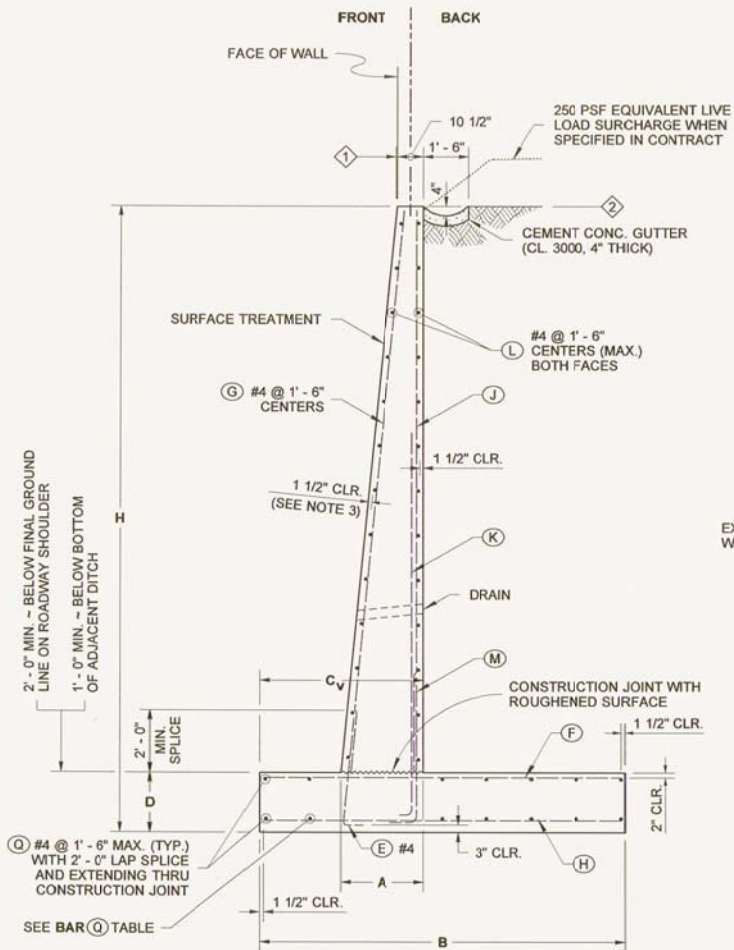 FRONT
BACK
FACE OF WALL
10 1/2"
1' - 6"
250 PSF EQUIVALENT LIVE
LOAD SURCHARGE WHEN
SPECIFIED IN CONTRACT
1
4"
2
CEMENT CONC. GUTTER
(CL. 3000, 4" THICK)
SURFACE TREATMENT
L #4 @ 1' - 6"
CENTERS (MAX.)
BOTH FACES
G #4 @ 1' - 6"
CENTERS
J
1 1/2" CLR.
1 1/2" CLR.
(SEE NOTE 3)
H
K
EX
W
2' - 0" MIN. ~ BELOW FINAL GROUND
LINE ON ROADWAY SHOULDER
1' - 0" MIN. ~ BELOW BOTTOM
OF ADJACENT DITCH
DRAIN
M
C
CONSTRUCTION JOINT WITH
ROUGHENED SURFACE
2' - 0"
MIN.
SPLICE
1 1/2" CLR.
F
D
2" CLR.
Q #4 @ 1' - 6" MAX. (TYP.)
WITH 2' - 0" LAP SPLICE
AND EXTENDING THRU
CONSTRUCTION JOINT
E #4
3" CLR.
H
A
SEE BAR Q TABLE
1 1/2" CLR.
B